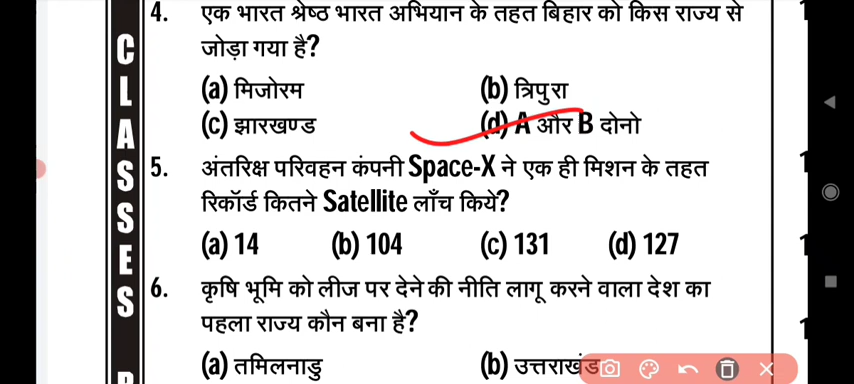 4. एक भारत श्रेष्ठ भारत अभियान के तहत बिहार को किस राज्य से
जोड़ा गया है?
(a) मिजोरम (b) त्रिपुरा
(c) झारखण्ड (d) A और B दोनो
5. अंतरिक्ष परिवहन कंपनी Space-X ने एक ही मिशन के तहत
रिकॉर्ड कितने Satellite लाँच किये?
(a) 14 (b) 104 (c) 131 (d) 127
6. कृषि भूमि को लीज पर देने की नीति लागू करने वाला देश का
पहला राज्य कौन बना है?
(a) तमिलनाडु (b) उत्तराखंड
CLASSES